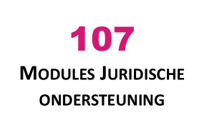 107
Modules Juridische
ondersteuning